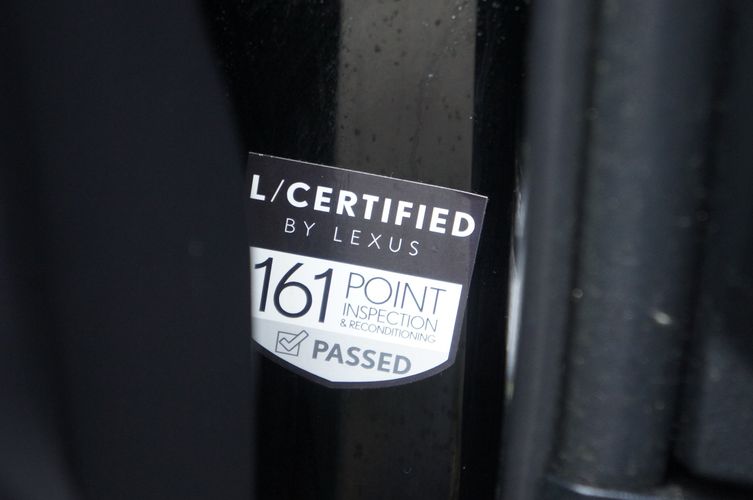 L/CERTIFIED
BY LEXUS
161 POINT
INSPECTION
& RECONDITIONING
PASSED